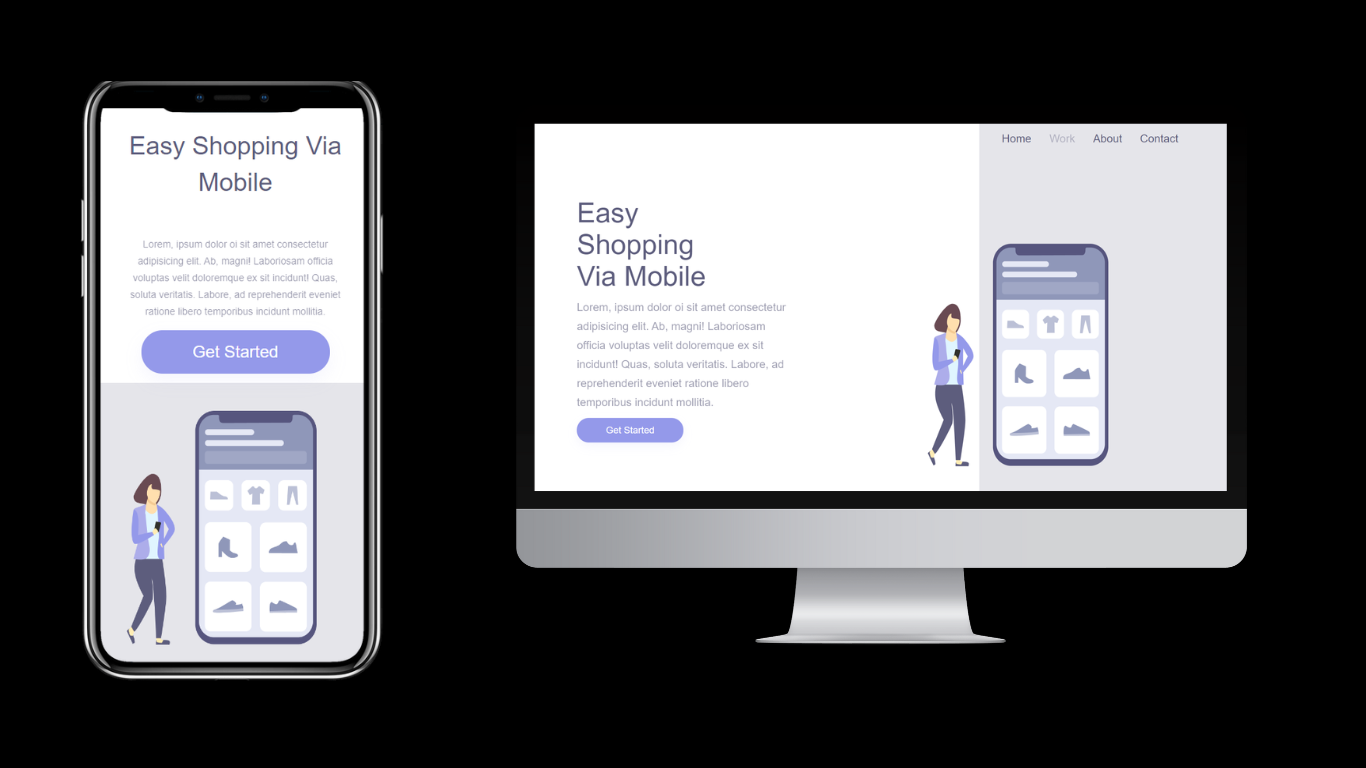 Easy Shopping Via
Mobile
Lorem, ipsum dolor oi sit amet consectetur
adipisicing elit. Ab, magni! Laboriosam officia
voluptas velit doloremque ex sit incidunt! Quas,
soluta veritatis. Labore, ad reprehenderit eveniet
ratione libero temporibus incidunt mollitia.
Get Started
Home Work About Contact
Easy
Shopping
Via Mobile
Lorem, ipsum dolor oi sit amet consectetur
adipisicing elit. Ab, magni! Laboriosam
officia voluptas velit doloremque ex sit
incidunt! Quas, soluta veritatis. Labore, ad
reprehenderit eveniet ratione libero
temporibus incidunt mollitia.
Get Started